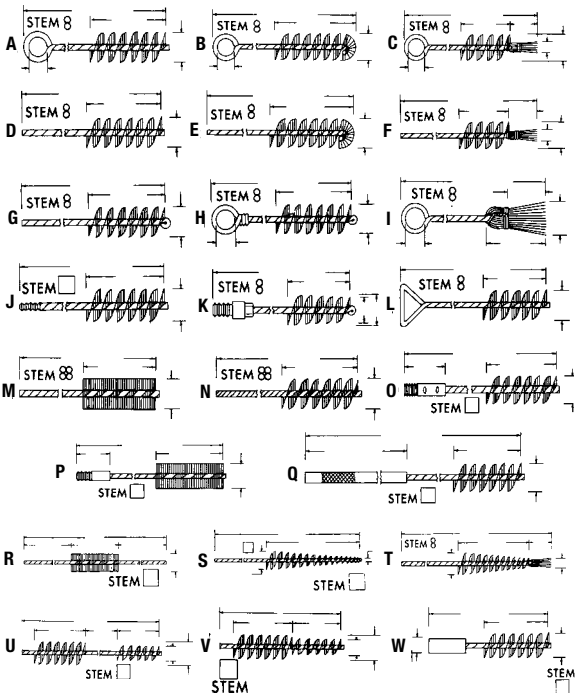 A STEM 8
B STEM 8
C STEM 8
D STEM 8
E STEM 8
F STEM 8
G STEM 8
H STEM 8
I STEM 8
J STEM
K STEM 8
L STEM 8
M STEM 88
N STEM 88
O STEM
P STEM
Q STEM
R STEM
S STEM
T STEM 8
U STEM
V STEM
W STEM